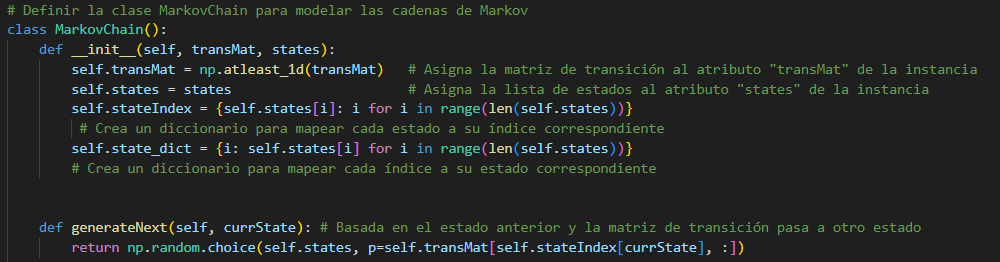 # Definir la clase MarkovChain para modelar las cadenas de Markov
class MarkovChain():
    def __init__(self, transMat, states):
        self.transMat = np.atleast_1d(transMat)   # Asigna la matriz de transición al atributo "transMat" de la instancia
        self.states = states                      # Asigna la lista de estados al atributo "states" de la instancia
        self.stateIndex = {self.states[i]: i for i in range(len(self.states))}
         # Crea un diccionario para mapear cada estado a su índice correspondiente
        self.state_dict = {i: self.states[i] for i in range(len(self.states))}
        # Crea un diccionario para mapear cada índice a su estado correspondiente
    def generateNext(self, currState): # Basada en el estado anterior y la matriz de transición pasa a otro estado
        return np.random.choice(self.states, p=self.transMat[self.stateIndex[currState], :])